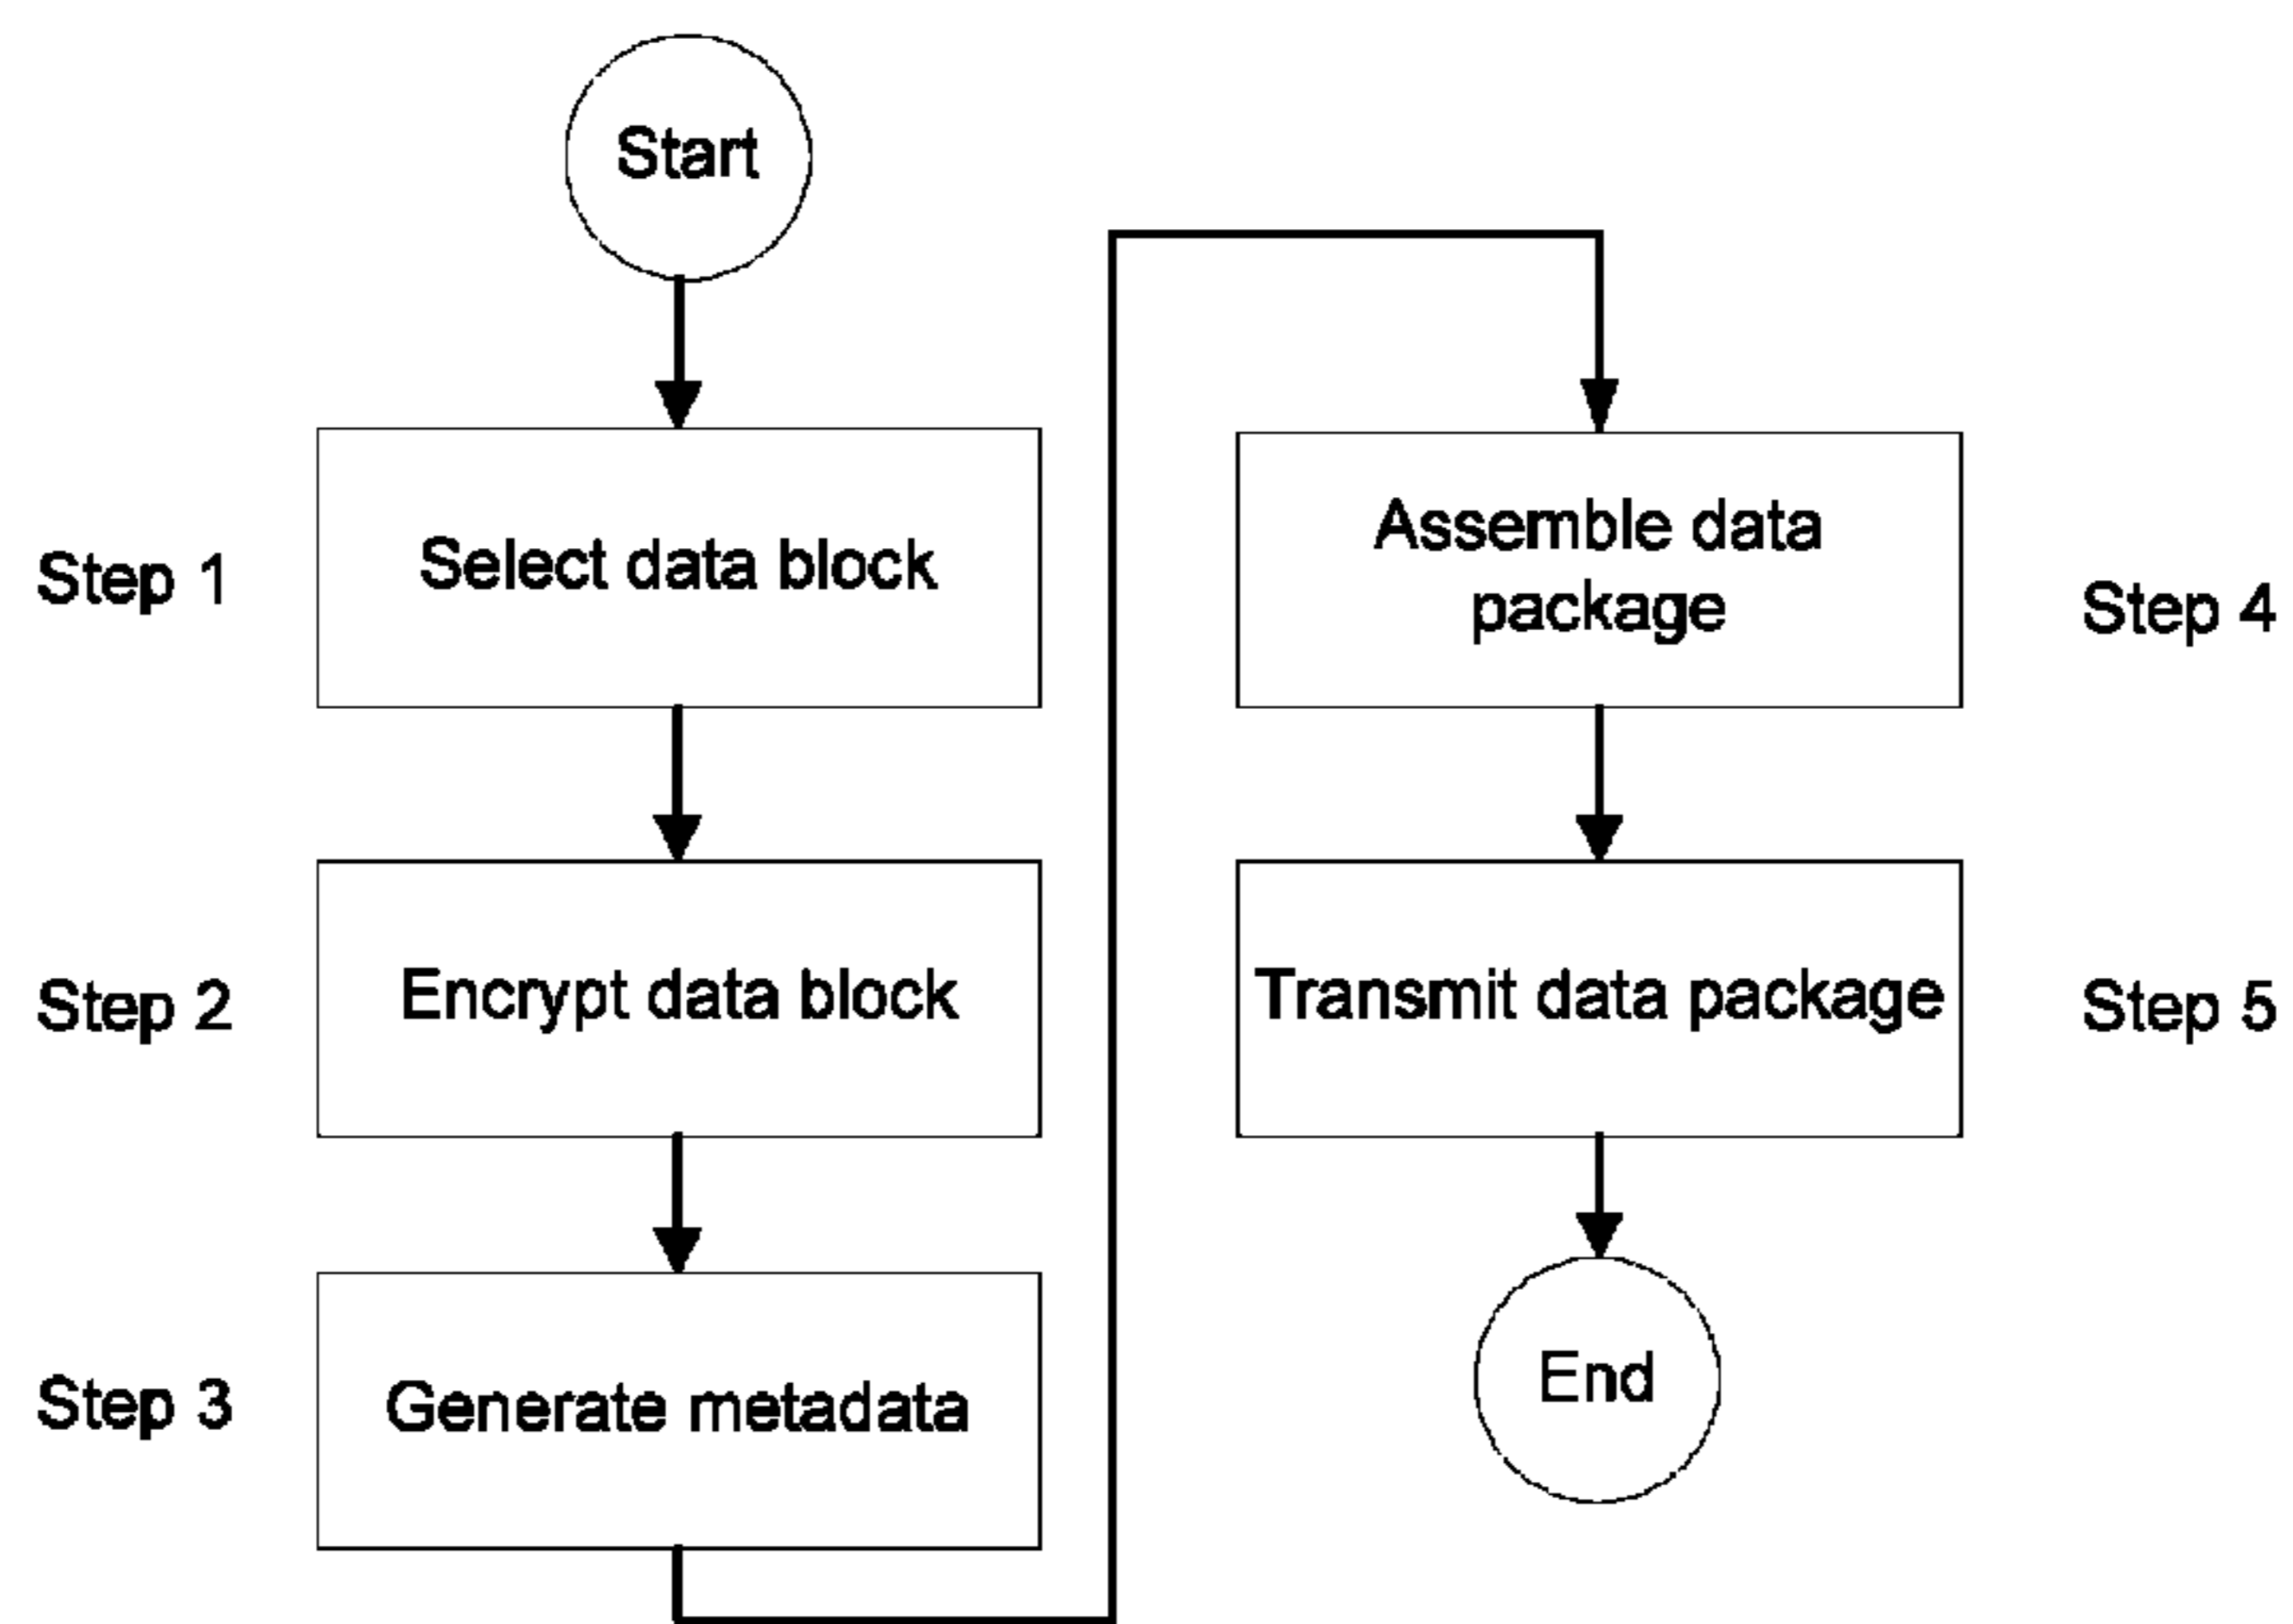 Start
Step 1
Select data block
Step 2
Encrypt data block
Step 3
Generate metadata
Assemble data
package
Step 4
Transmit data package
Step 5
End